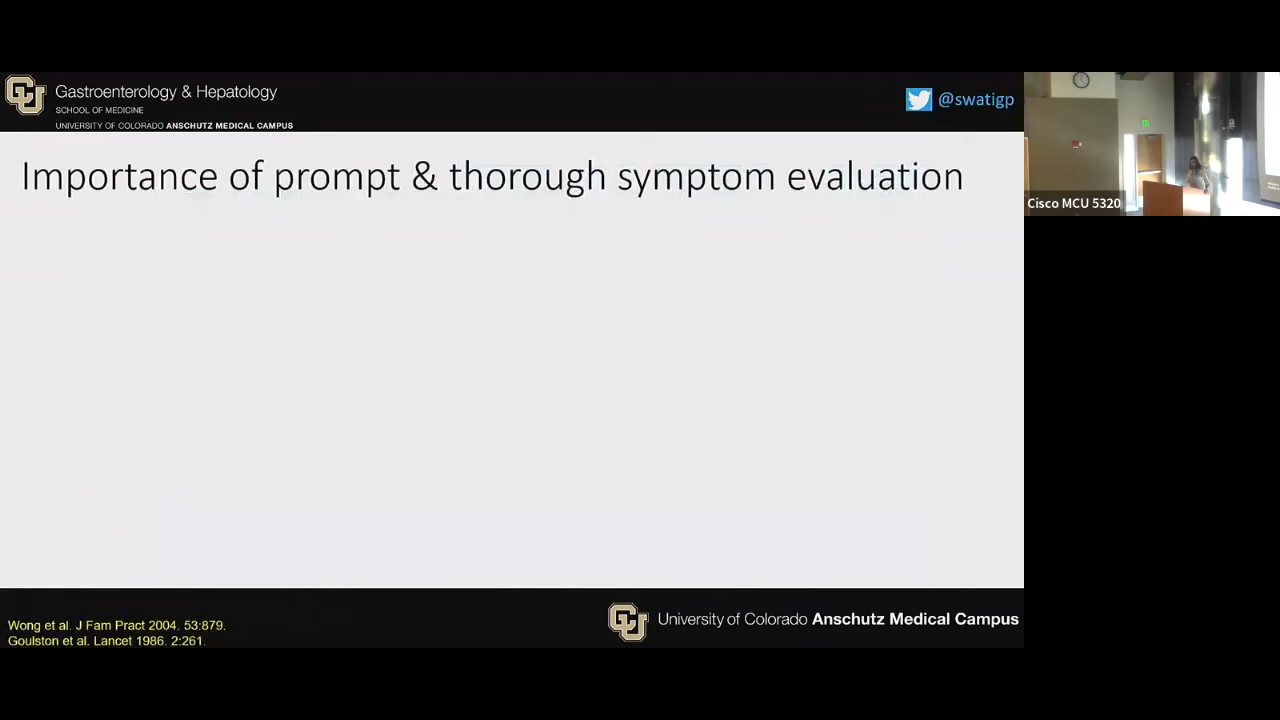 Gastroenterology & Hepatology
SCHOOL OF MEDICINE
UNIVERSITY OF COLORADO ANSCHUTZ MEDICAL CAMPUS
@swatigp
Importance of prompt & thorough symptom evaluation
Cisco MCU 5320
Wong et al. J Fam Pract 2004. 53:879.
Goulston et al. Lancet 1986. 2:261.
University of Colorado Anschutz Medical Campus